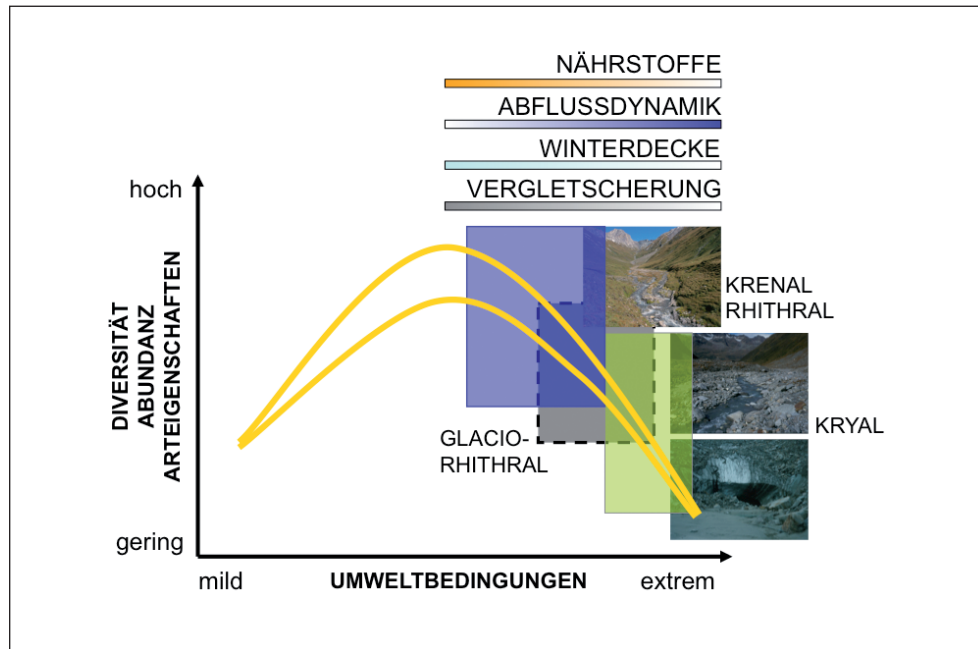 NÄHRSTOFFE
ABFLUSSDYNAMIK
WINTERDECKE
VERGLETSCHERUNG
hoch
DIVERSITÄT
ABUNDANZ
ARTEIGENSCHAFTEN
KRENAL
RHITHRAL
KRYAL
GLACIO-
RHITHRAL
gering
mild
UMWELTBEDINGUNGEN
extrem